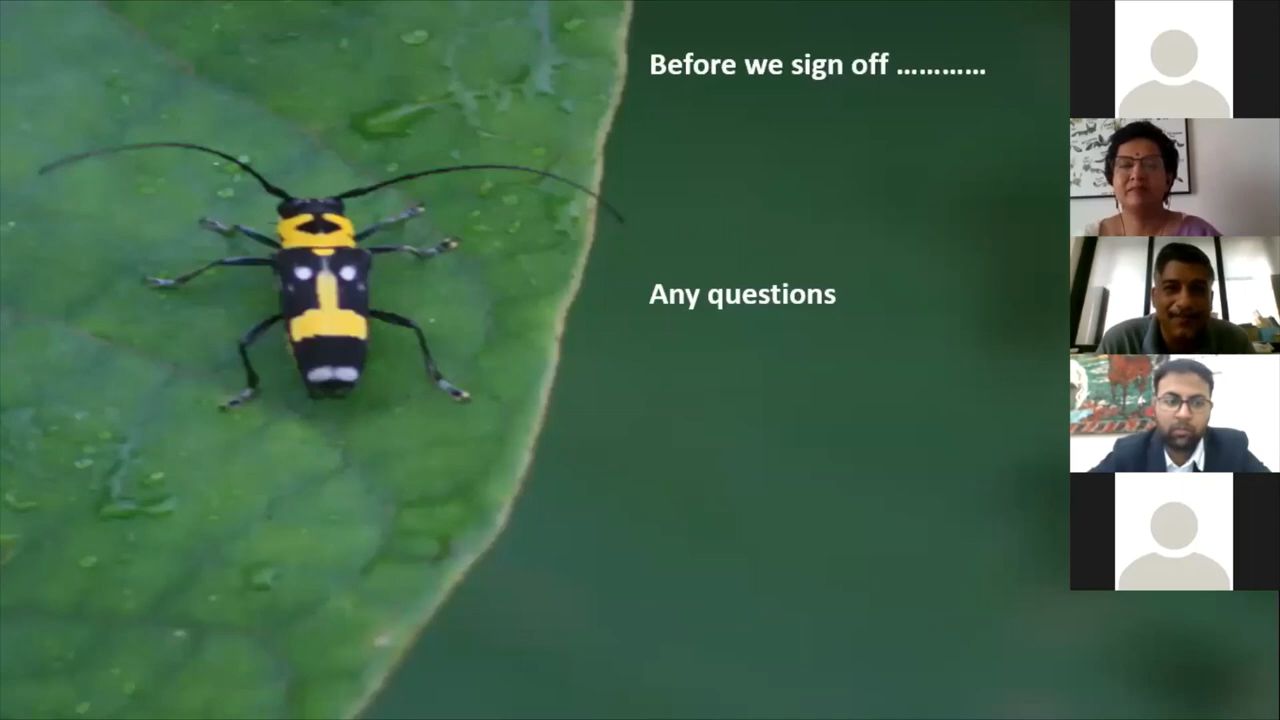 Before we sign off …………
Any questions